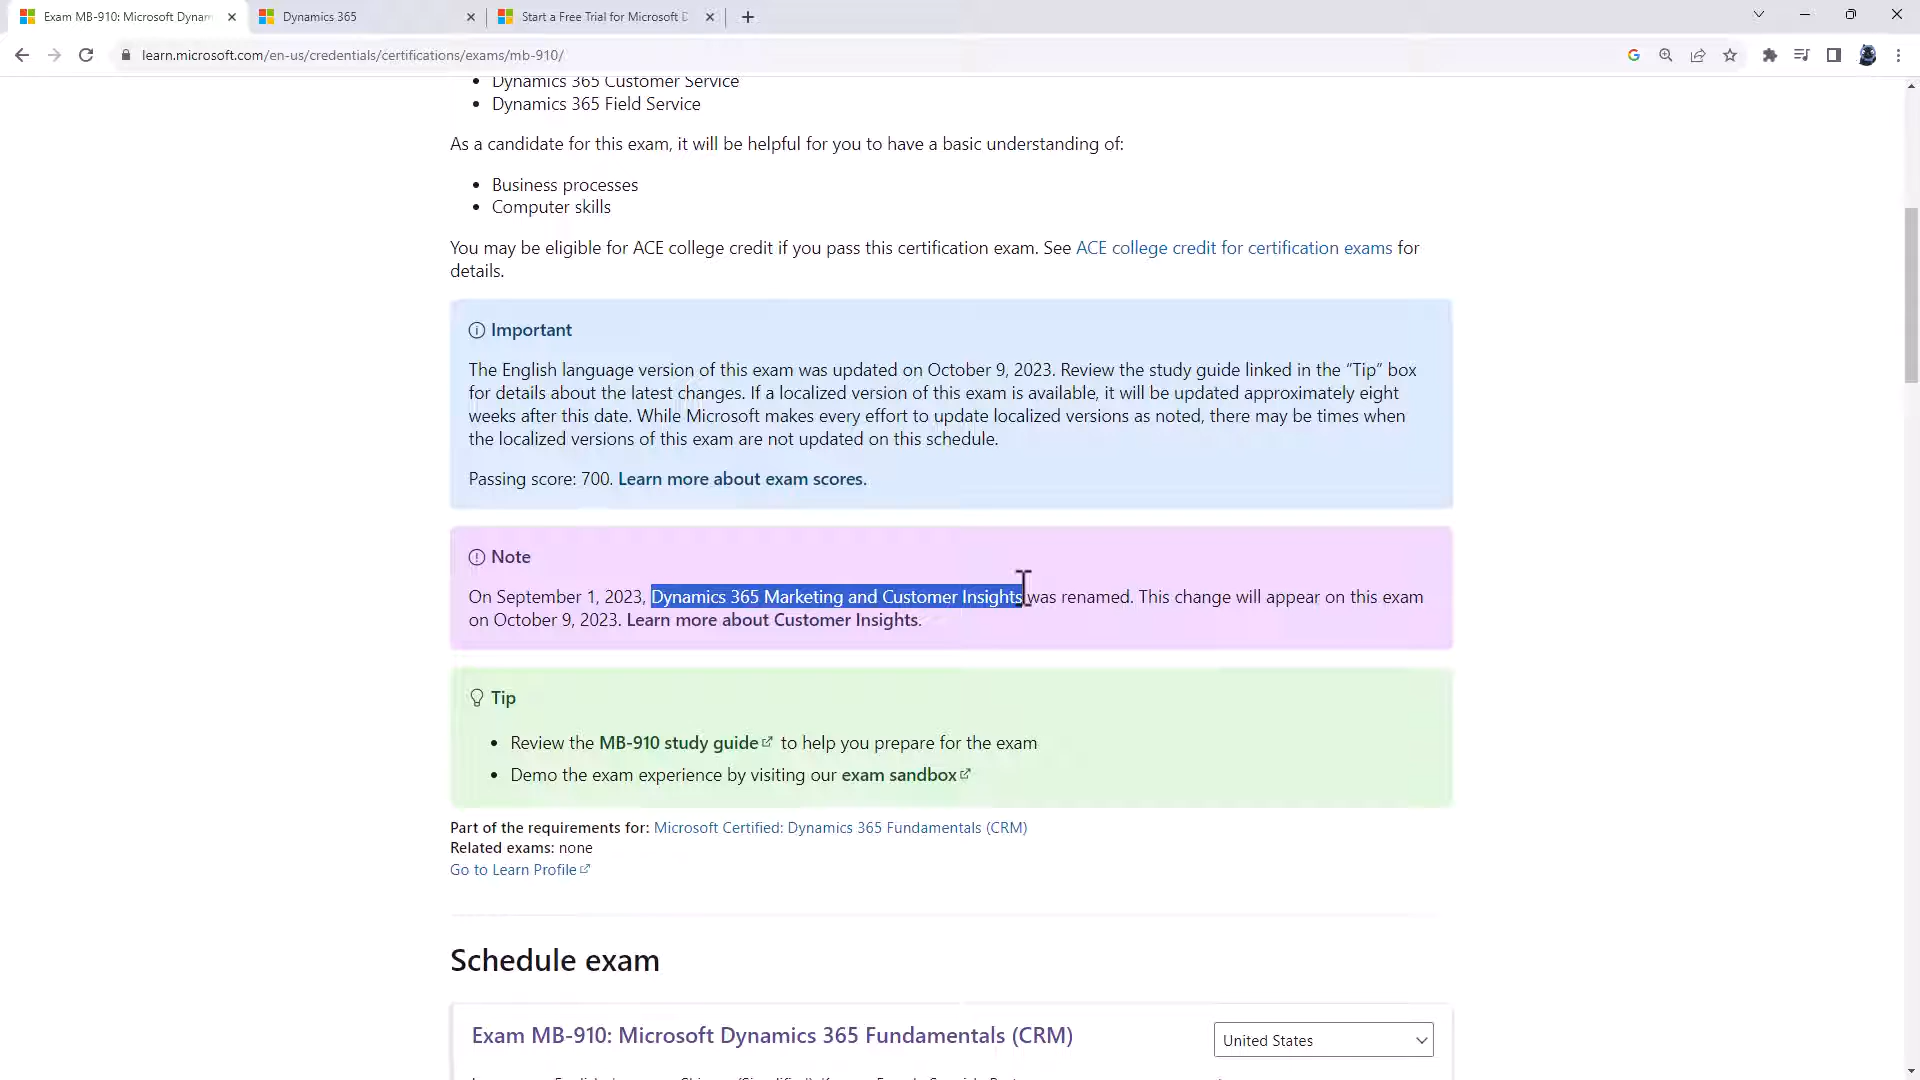 Exam MB-910: Microsoft Dynam
Dynamics 365
Start a Free Trial for Microsoft D
learn.microsoft.com/en-us/credentials/certifications/exams/mb-910/
Dynamics 365 Customer Service
Dynamics 365 Field Service
As a candidate for this exam, it will be helpful for you to have a basic understanding of:
Business processes
Computer skills
You may be eligible for ACE college credit if you pass this certification exam. See ACE college credit for certification exams for
details.
Important
The English language version of this exam was updated on October 9, 2023. Review the study guide linked in the “Tip” box
for details about the latest changes. If a localized version of this exam is available, it will be updated approximately eight
weeks after this date. While Microsoft makes every effort to update localized versions as noted, there may be times when
the localized versions of this exam are not updated on this schedule.
Passing score: 700. Learn more about exam scores.
Note
On September 1, 2023, Dynamics 365 Marketing and Customer Insights was renamed. This change will appear on this exam
on October 9, 2023. Learn more about Customer Insights.
Tip
Review the MB-910 study guide to help you prepare for the exam
Demo the exam experience by visiting our exam sandbox
Part of the requirements for: Microsoft Certified: Dynamics 365 Fundamentals (CRM)
Related exams: none
Go to Learn Profile
Schedule exam
Exam MB-910: Microsoft Dynamics 365 Fundamentals (CRM)
United States